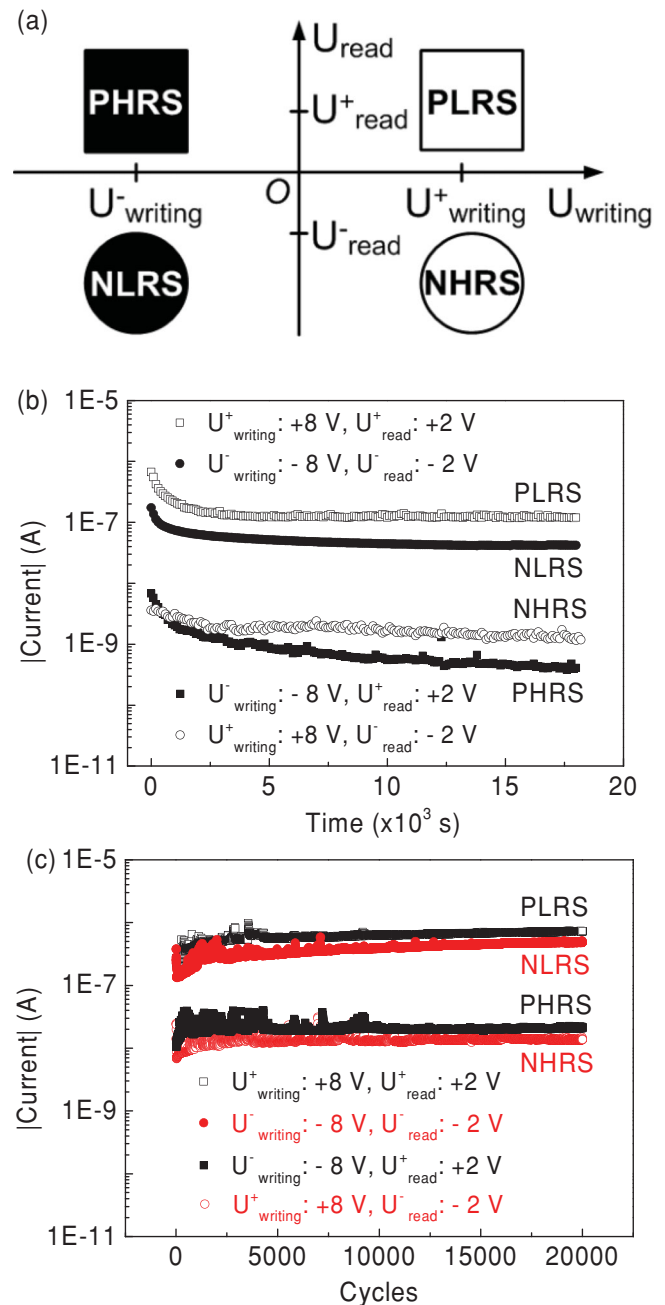 (a)
U_read
PHRS
U⁺_read
PLRS
O
U⁻_writing
U⁺_writing
U_writing
U⁻_read
NLRS
NHRS
(b)
1E-5
U⁺_writing: +8 V, U⁺_read: +2 V
U⁻_writing: - 8 V, U⁻_read: - 2 V
PLRS
1E-7
NLRS
NHRS
1E-9
PHRS
U⁻_writing: - 8 V, U⁺_read: +2 V
U⁺_writing: +8 V, U⁻_read: - 2 V
1E-11
|Current| (A)
0 5 10 15 20
Time (x10³ s)
(c)
1E-5
PLRS
NLRS
1E-7
PHRS
NHRS
U⁺_writing: +8 V, U⁺_read: +2 V
1E-9
U⁻_writing: - 8 V, U⁻_read: - 2 V
U⁻_writing: - 8 V, U⁺_read: +2 V
U⁺_writing: +8 V, U⁻_read: - 2 V
1E-11
|Current| (A)
0 5000 10000 15000 20000
Cycles